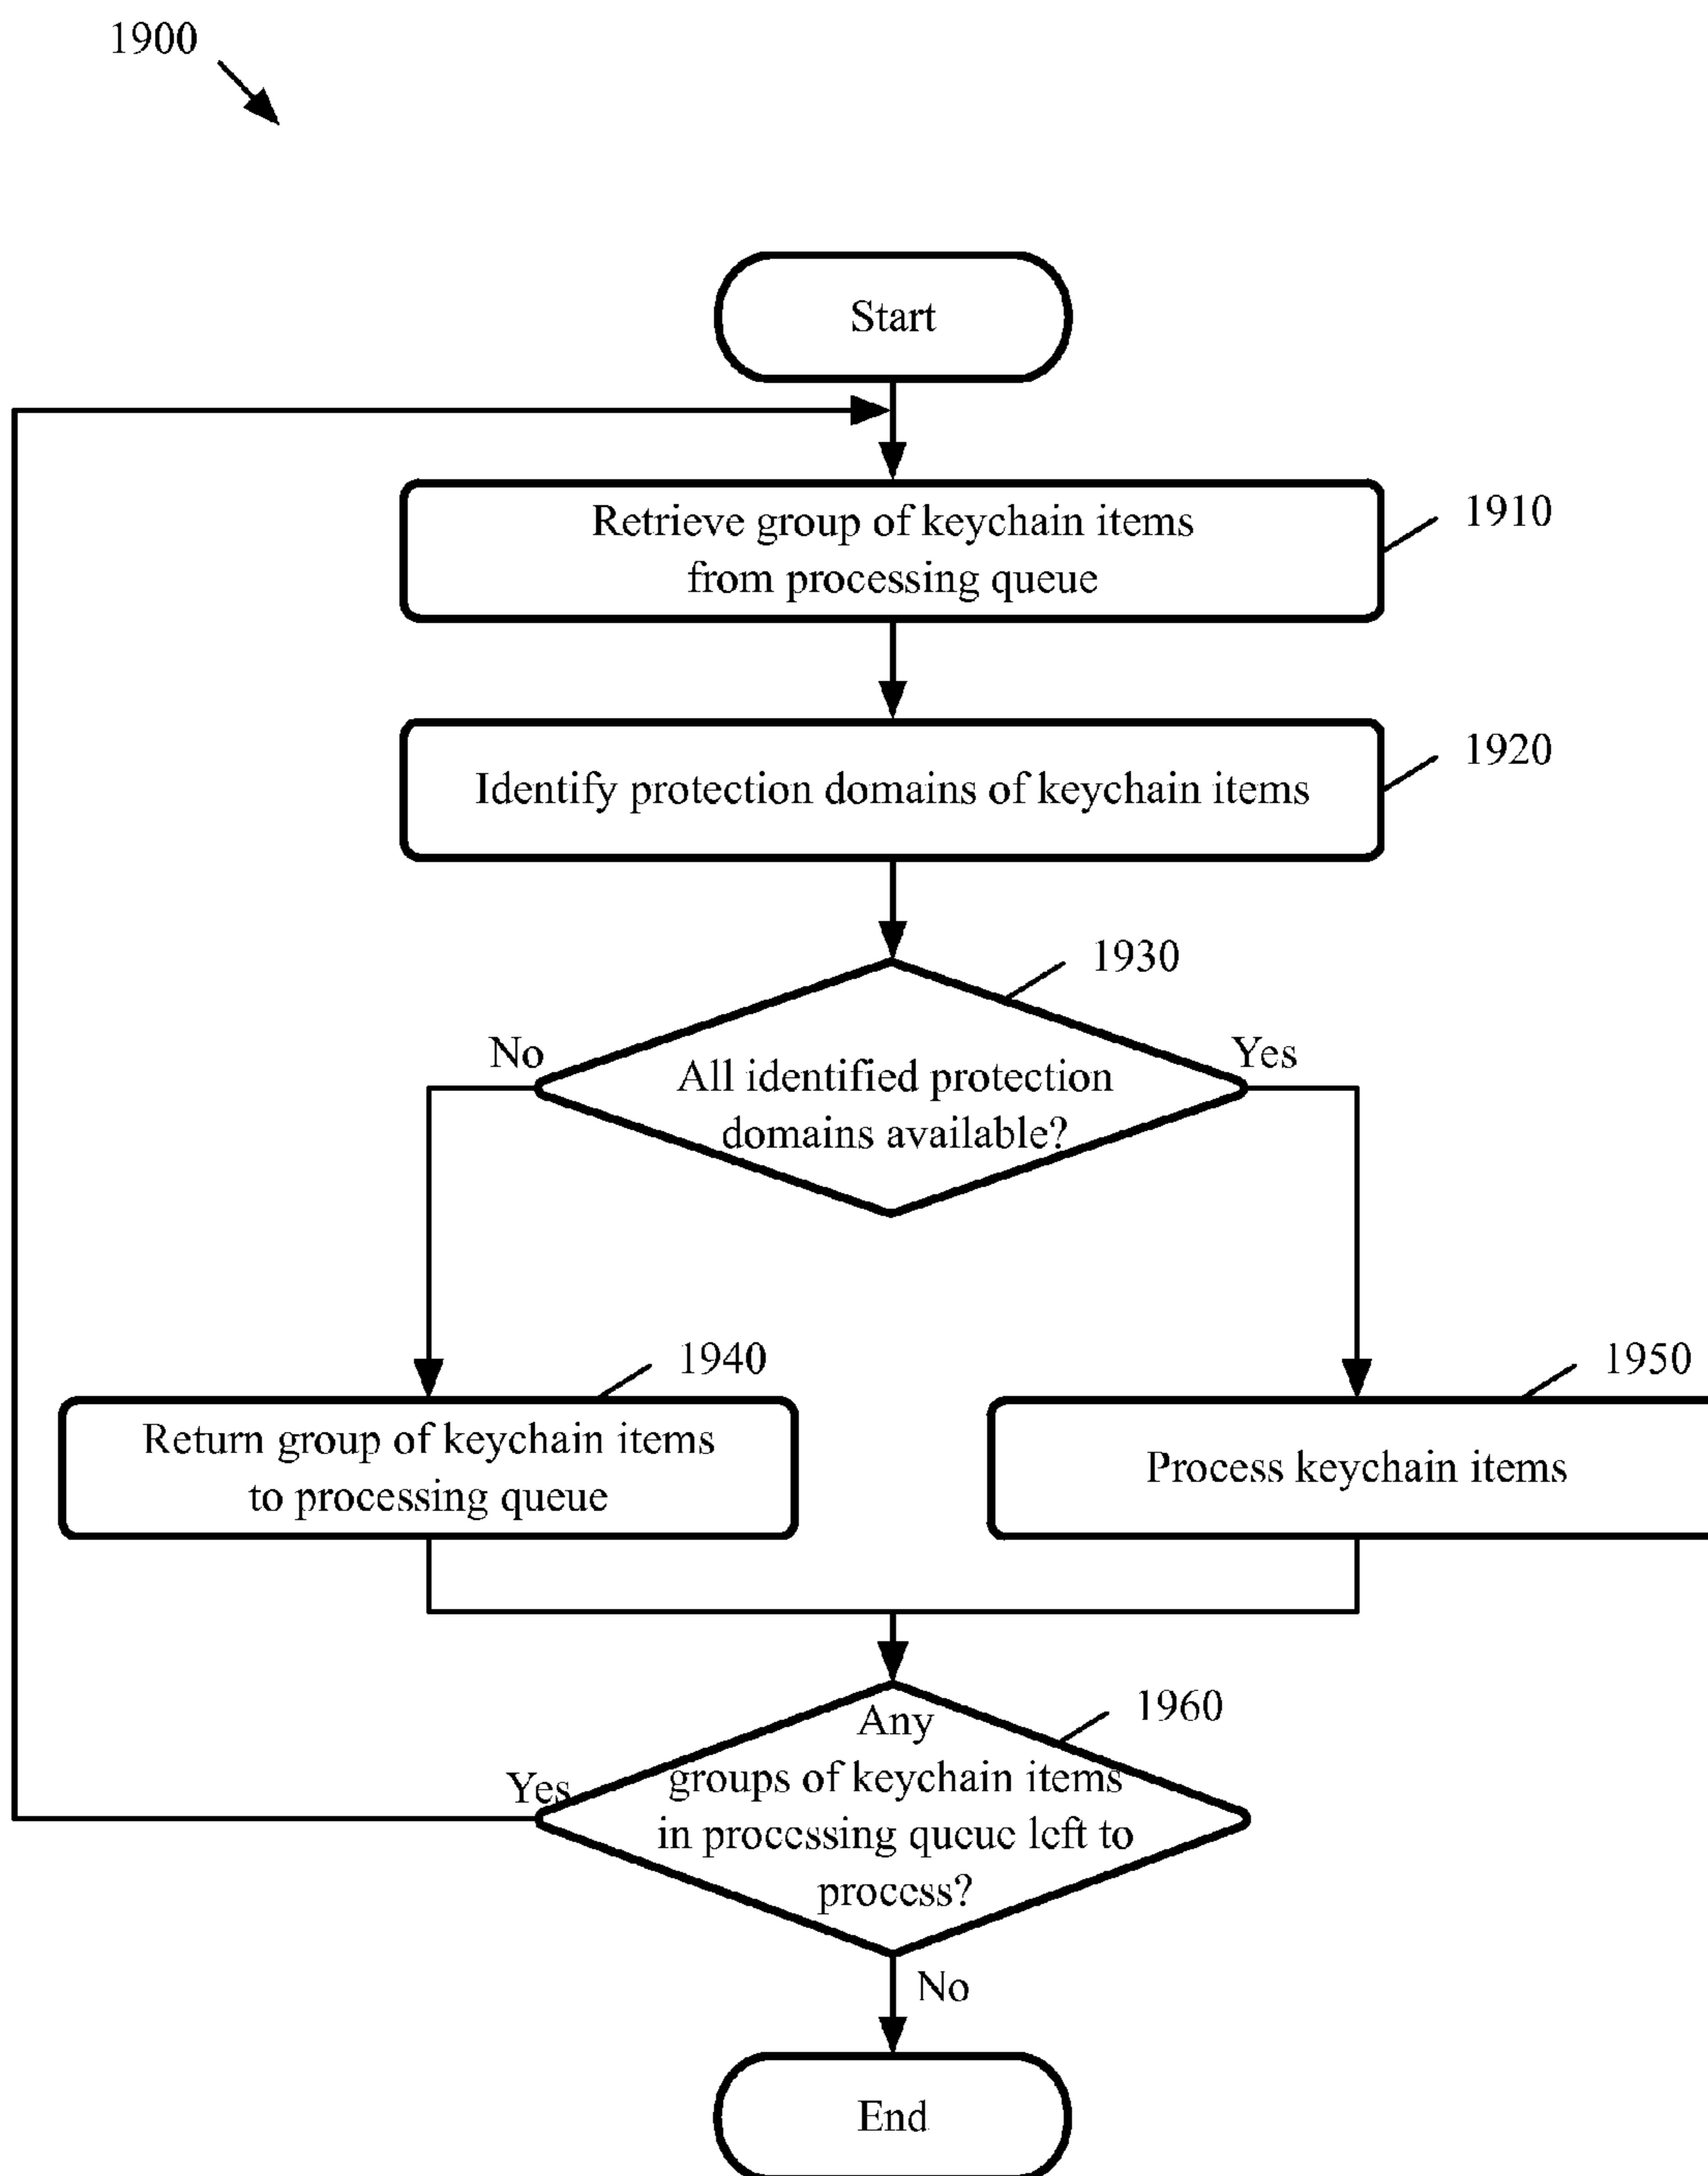 1900
Start
Retrieve group of keychain items
from processing queue
1910
Identify protection domains of keychain items
1920
1930
No
Yes
All identified protection
domains available?
1940
1950
Return group of keychain items
to processing queue
Process keychain items
1960
Any
groups of keychain items
in processing queue left to
process?
Yes
No
End